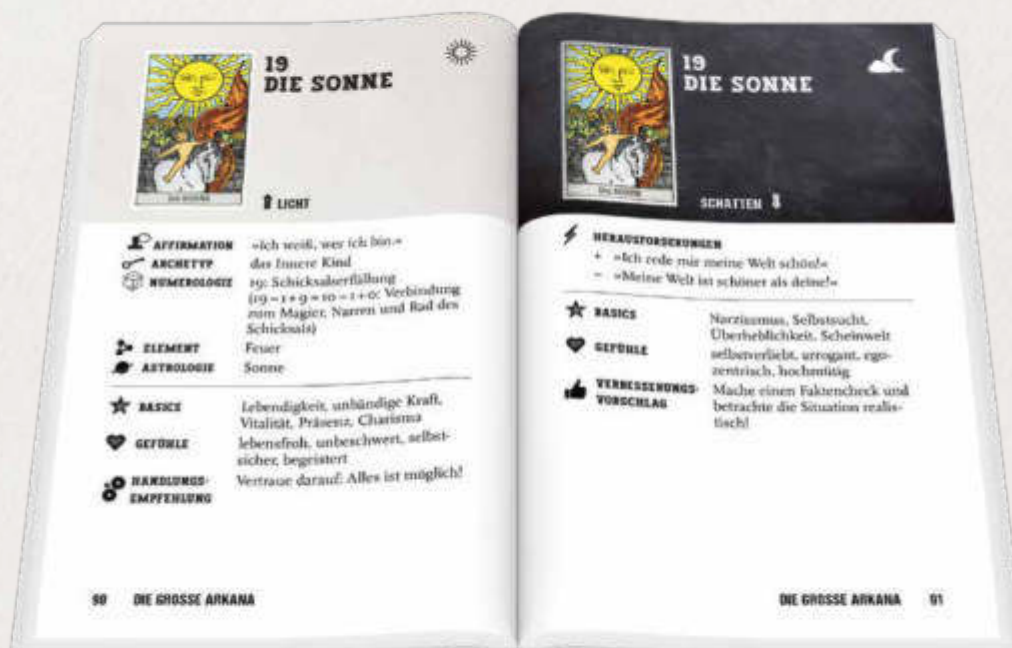 19
DIE SONNE
DIE SONNE
LICHT
AFFIRMATION »Ich weiß, wer ich bin.«
ARCHETYP das Innere Kind
NUMEROLOGIE 19: Schicksalserfüllung
(19 = 1 + 9 = 10 = 1 + 0: Verbindung
zum Magier, Narren und Rad des
Schicksals)
ELEMENT Feuer
ASTROLOGIE Sonne
BASICS Lebendigkeit, unbändige Kraft,
Vitalität, Präsenz, Charisma
GEFÜHLE lebensfroh, unbeschwert, selbst-
sicher, begeistert
HANDLUNGS-
EMPFEHLUNG
Vertraue darauf: Alles ist möglich!
90 DIE GROSSE ARKANA
19
DIE SONNE
DIE SONNE
SCHATTEN
HERAUSFORDERUNGEN
+ »Ich rede mir meine Welt schön!«
– »Meine Welt ist schöner als deine!«
BASICS Narzissmus, Selbstsucht,
Überheblichkeit, Scheinwelt
GEFÜHLE selbstverliebt, arrogant, ego-
zentrisch, hochmütig
VERBESSERUNGS-
VORSCHLAG
Mache einen Faktencheck und
betrachte die Situation realis-
tisch!
DIE GROSSE ARKANA 91